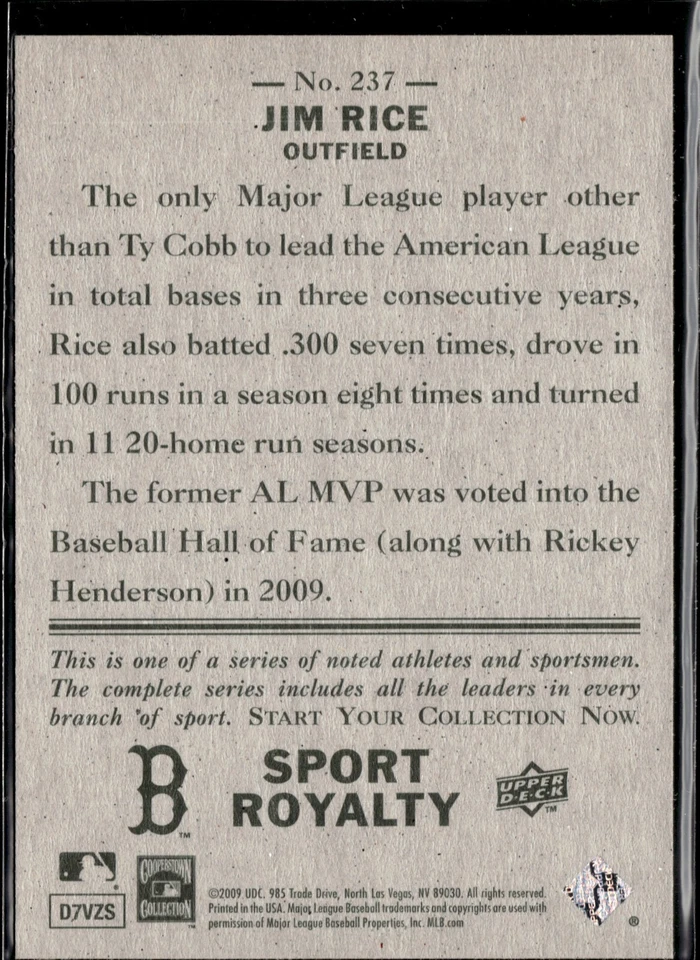 — No. 237 —
JIM RICE
OUTFIELD
The only Major League player other
than Ty Cobb to lead the American League
in total bases in three consecutive years,
Rice also batted .300 seven times, drove in
100 runs in a season eight times and turned
in 11 20-home run seasons.
The former AL MVP was voted into the
Baseball Hall of Fame (along with Rickey
Henderson) in 2009.
This is one of a series of noted athletes and sportsmen.
The complete series includes all the leaders in every
branch of sport. START YOUR COLLECTION NOW.
B
TM
SPORT
ROYALTY
UPPER
D·E·C·K
TM
COOPERSTOWN
COLLECTION
TM
D7VZS
©2009 UDC. 985 Trade Drive, North Las Vegas, NV 89030. All rights reserved.
Printed in the USA. Major League Baseball trademarks and copyrights are used with
permission of Major League Baseball Properties, Inc. MLB.com
®